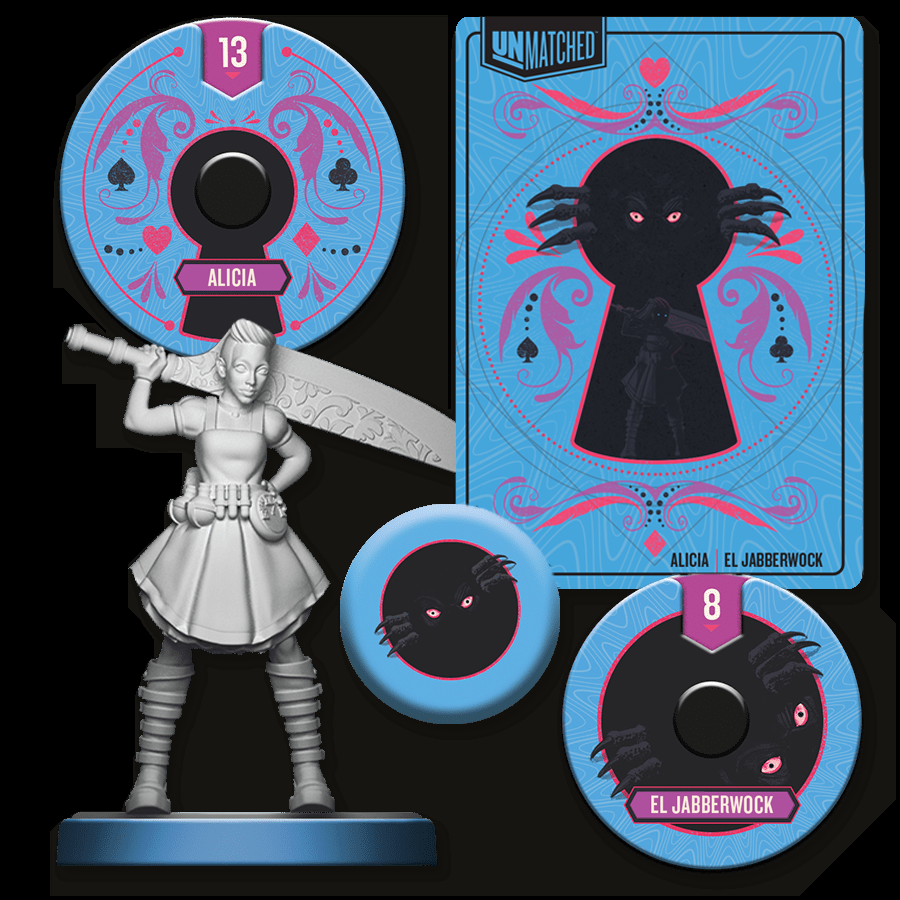 13
ALICIA
UNMATCHED
ALICIA | EL JABBERWOCK
8
EL JABBERWOCK